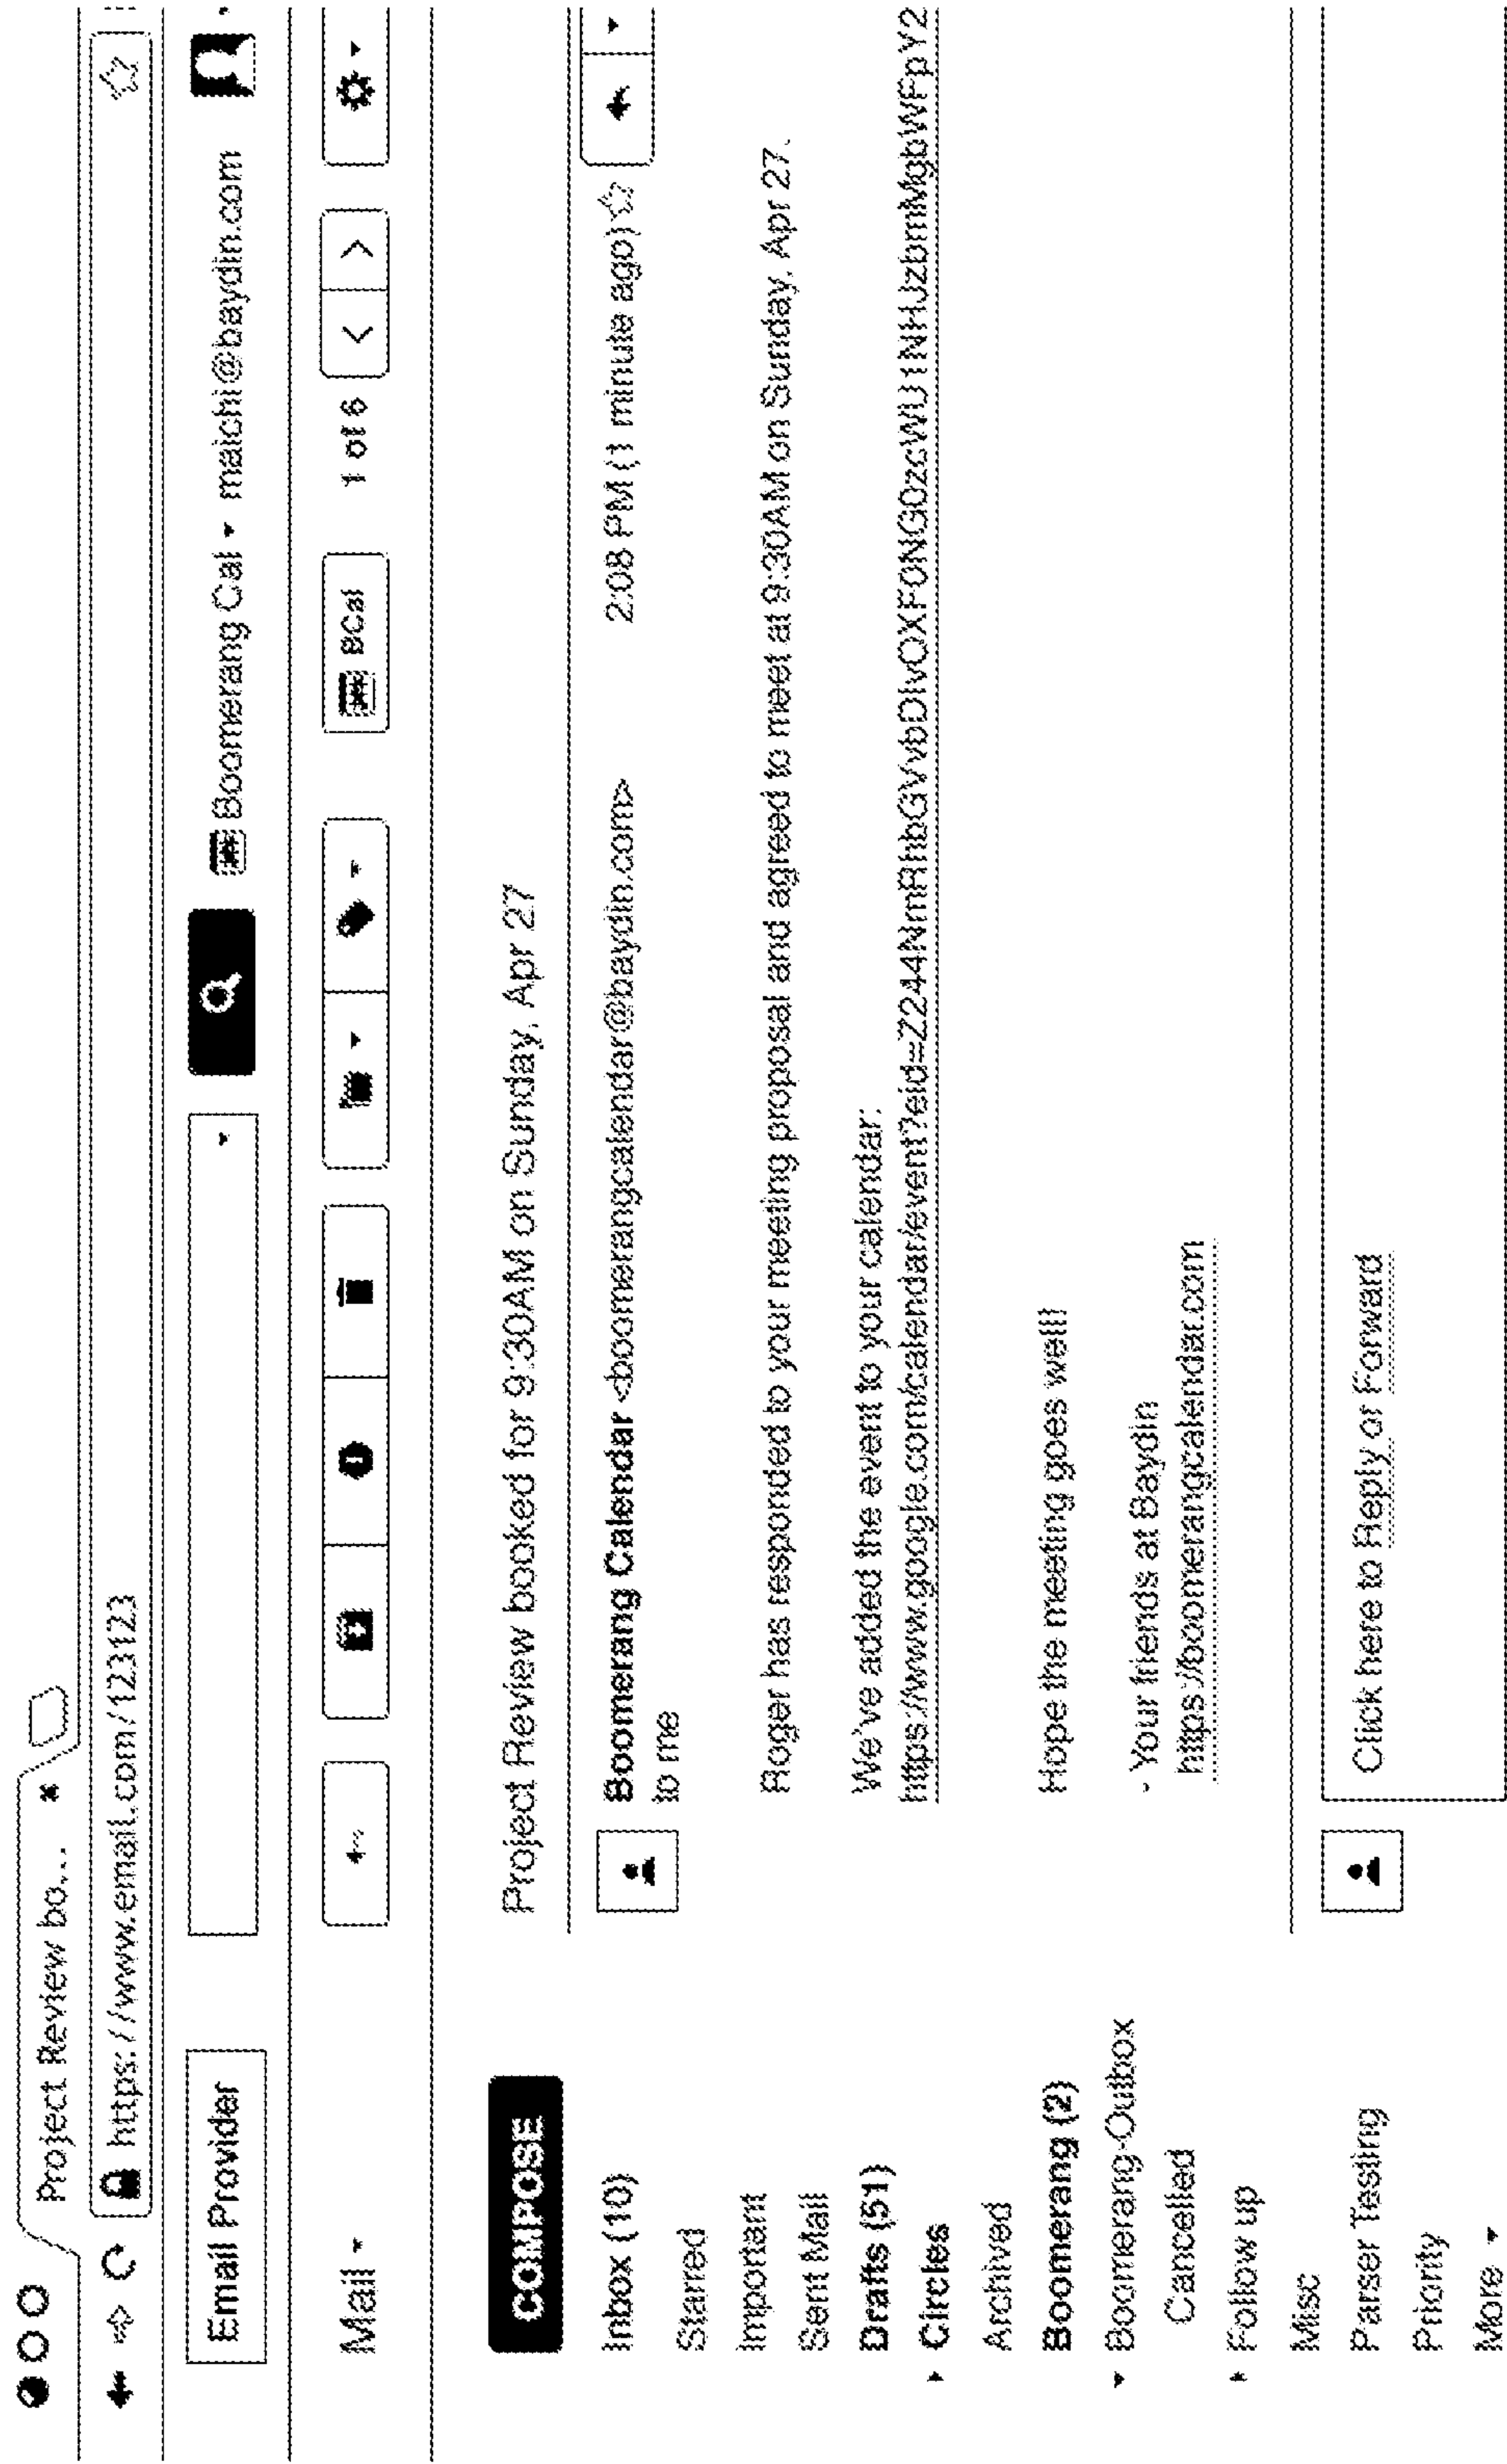 Project Review bo...
https://www.email.com/123123
Email Provider
Boomerang Cal
maichi@baydin.com
Mail
BCal
1 of 6
COMPOSE
Inbox (10)
Starred
Important
Sent Mail
Drafts (51)
Circles
Archived
Boomerang (2)
Boomerang-Outbox
Cancelled
Follow up
Misc
Parser Testing
Priority
More
Project Review booked for 9:30AM on Sunday, Apr 27
Boomerang Calendar <boomerangcalendar@baydin.com> 2:08 PM (1 minute ago)
to me
Roger has responded to your meeting proposal and agreed to meet at 9:30AM on Sunday, Apr 27.
We've added the event to your calendar:
https://www.google.com/calendar/event?eid=Z244NmRhbGVvbDlvOXF0NG0zcWU1NHJzbmMgbWFpY2
Hope the meeting goes well!!
- Your friends at Baydin
https://boomerangcalendar.com
Click here to Reply or Forward